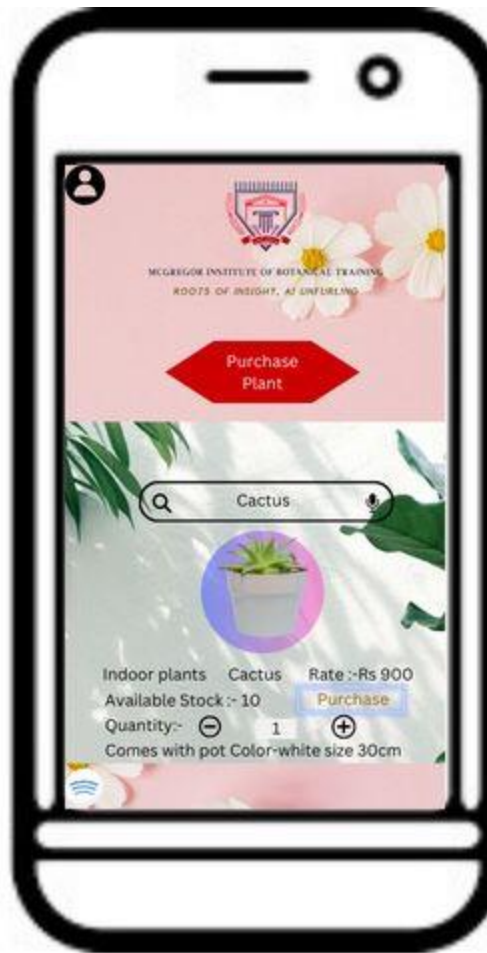 MCGREGOR INSTITUTE OF BOTANICAL TRAINING
ROOTS OF INSIGHT, AI UNFURLING
Purchase
Plant
Cactus
Indoor plants Cactus Rate :-Rs 900
Available Stock :- 10 Purchase
Quantity:- 1
Comes with pot Color-white size 30cm